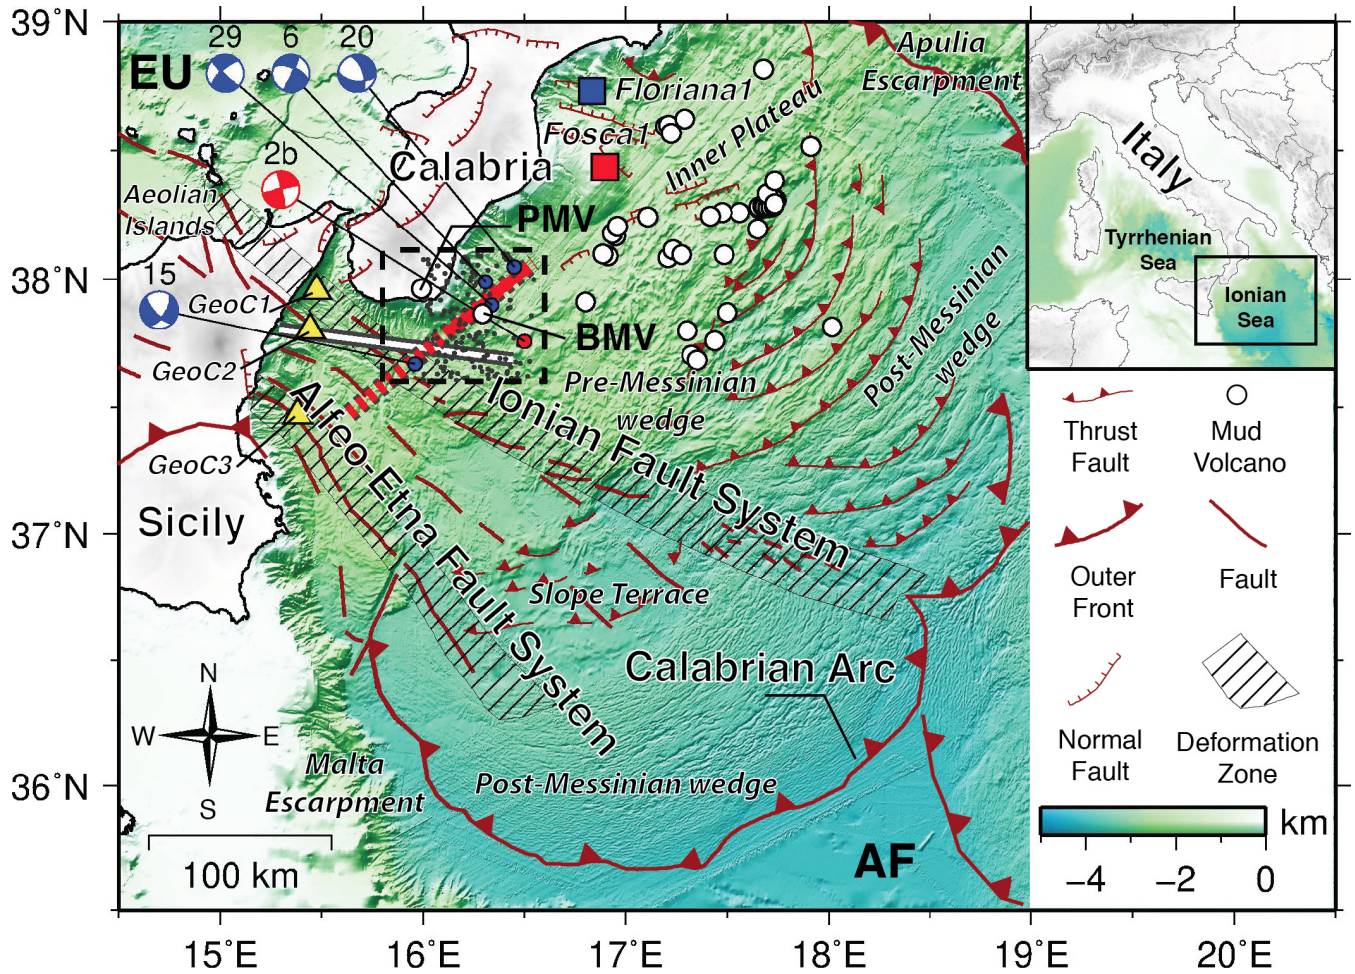 39°N
38°N
37°N
36°N
15°E
16°E
17°E
18°E
19°E
20°E
29
6
20
EU
2b
15
Aeolian
Islands
Calabria
PMV
BMV
Floriana1
Fosca1
Inner Plateau
Apulia
Escarpment
GeoC1
GeoC2
GeoC3
Sicily
Pre-Messinian
wedge
Post-Messinian
wedge
Ionian Fault System
Alfeo-Etna Fault System
Slope Terrace
Calabrian Arc
Post-Messinian wedge
Malta
Escarpment
AF
N
W
E
S
100 km
Italy
Tyrrhenian
Sea
Ionian
Sea
Thrust
Fault
Mud
Volcano
Outer
Front
Fault
Normal
Fault
Deformation
Zone
km
−4
−2
0